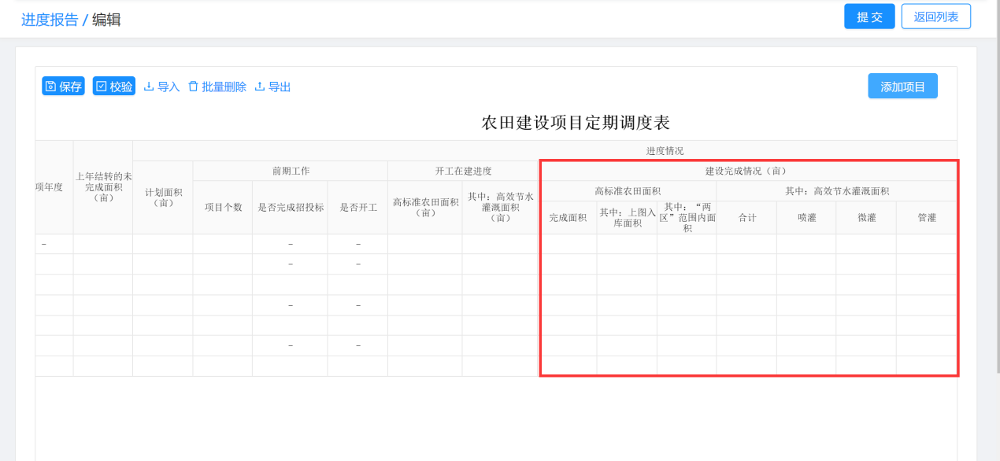 进度报告 / 编辑
提 交
返回列表
保存
校验
导入
批量删除
导出
添加项目
农田建设项目定期调度表
项年度
上年结转的未
完成面积
（亩）
进度情况
计划面积
（亩）
前期工作
项目个数
是否完成招投标
是否开工
开工在建进度
高标准农田面积
（亩）
其中：高效节水
灌溉面积
（亩）
建设完成情况（亩）
高标准农田面积
完成面积
其中：上图入
库面积
其中：“两
区”范围内面
积
其中：高效节水灌溉面积
合计
喷灌
微灌
管灌
– – –
– –
– –
– –